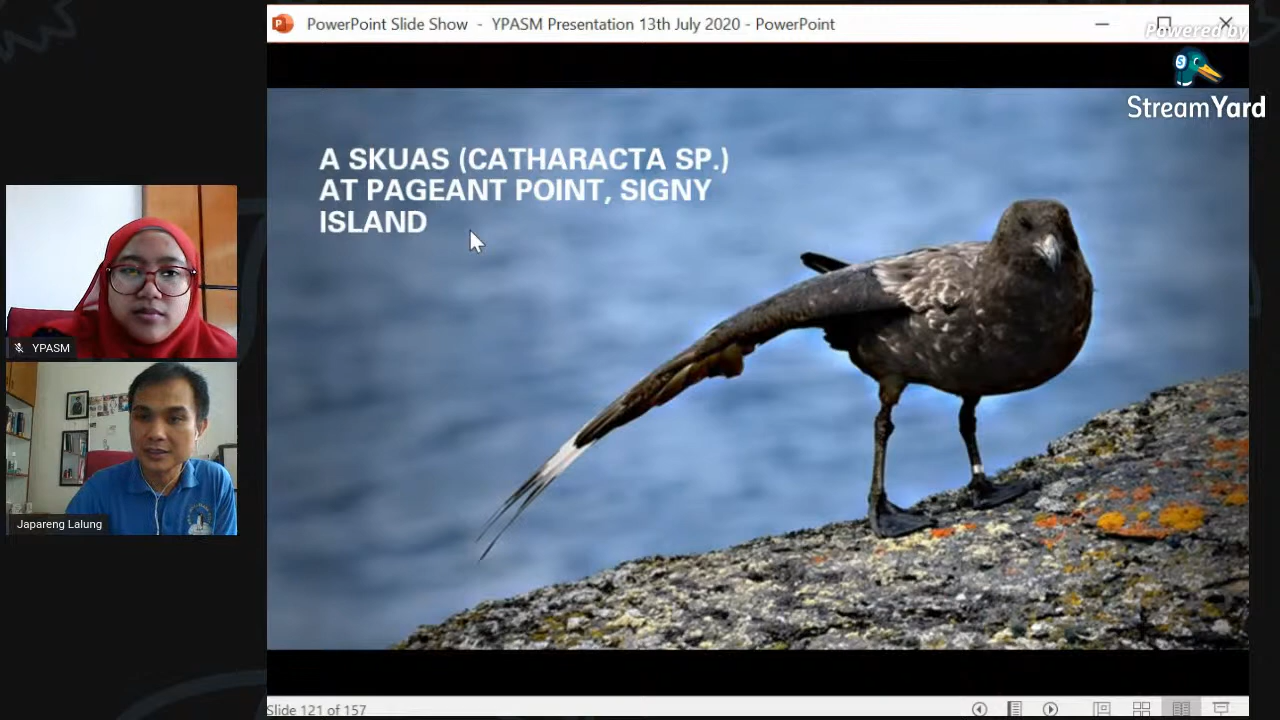 PowerPoint Slide Show - YPASM Presentation 13th July 2020 - PowerPoint
Powered by
StreamYard
A SKUAS (CATHARACTA SP.)
AT PAGEANT POINT, SIGNY
ISLAND
YPASM
Japareng Lalung
Slide 121 of 157